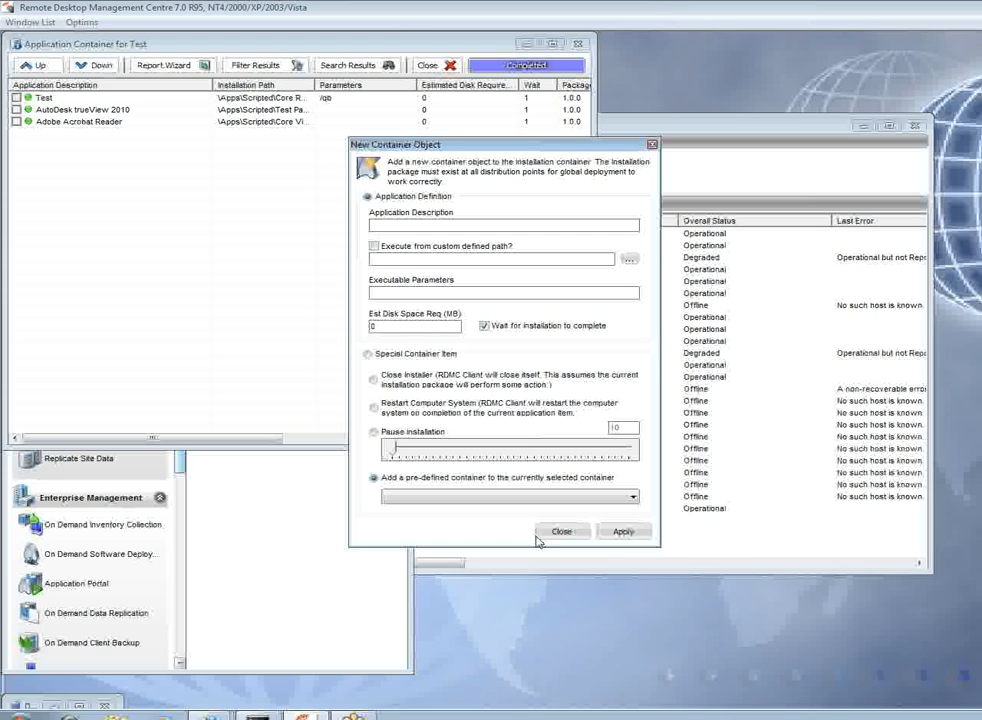 Remote Desktop Management Centre 7.0 R95, NT4/2000/XP/2003/Vista
Window List Options
Application Container for Test
Up Down Report Wizard Filter Results Search Results Close Completed
Application Description Installation Path Parameters Estimated Disk Require... Wait Packag
Test \Apps\Scripted\Core R... /qb 0 1 1.0.0
AutoDesk trueView 2010 \Apps\Scripted\Test Pa... 0 1 1.0.0
Adobe Acrobat Reader \Apps\Scripted\Core Vi... 0 1 1.0.0
New Container Object
Add a new container object to the installation container. The Installation
package must exist at all distribution points for global deployment to
work correctly.
Application Definition
Application Description
Execute from custom defined path?
...
Executable Parameters
Est Disk Space Req (MB)
0
Wait for installation to complete
Special Container Item
Close Installer (RDMC Client will close itself. This assumes the current
installation package will perform some action.)
Restart Computer System (RDMC Client will restart the computer
system on completion of the current application item.
Pause Installation
10
Add a pre-defined container to the currently selected container
Close Apply
Overall Status Last Error
Operational
Operational
Degraded Operational but not Rep
Operational
Operational
Operational
Offline No such host is known.
Operational
Operational
Operational
Degraded Operational but not Rep
Operational
Operational
Offline A non-recoverable erro
Offline No such host is known.
Offline No such host is known.
Offline No such host is known.
Offline No such host is known.
Offline No such host is known.
Offline No such host is known.
Offline No such host is known.
Offline No such host is known.
Offline No such host is known.
Operational
Replicate Site Data
Enterprise Management
On Demand Inventory Collection
On Demand Software Deploy...
Application Portal
On Demand Data Replication
On Demand Client Backup